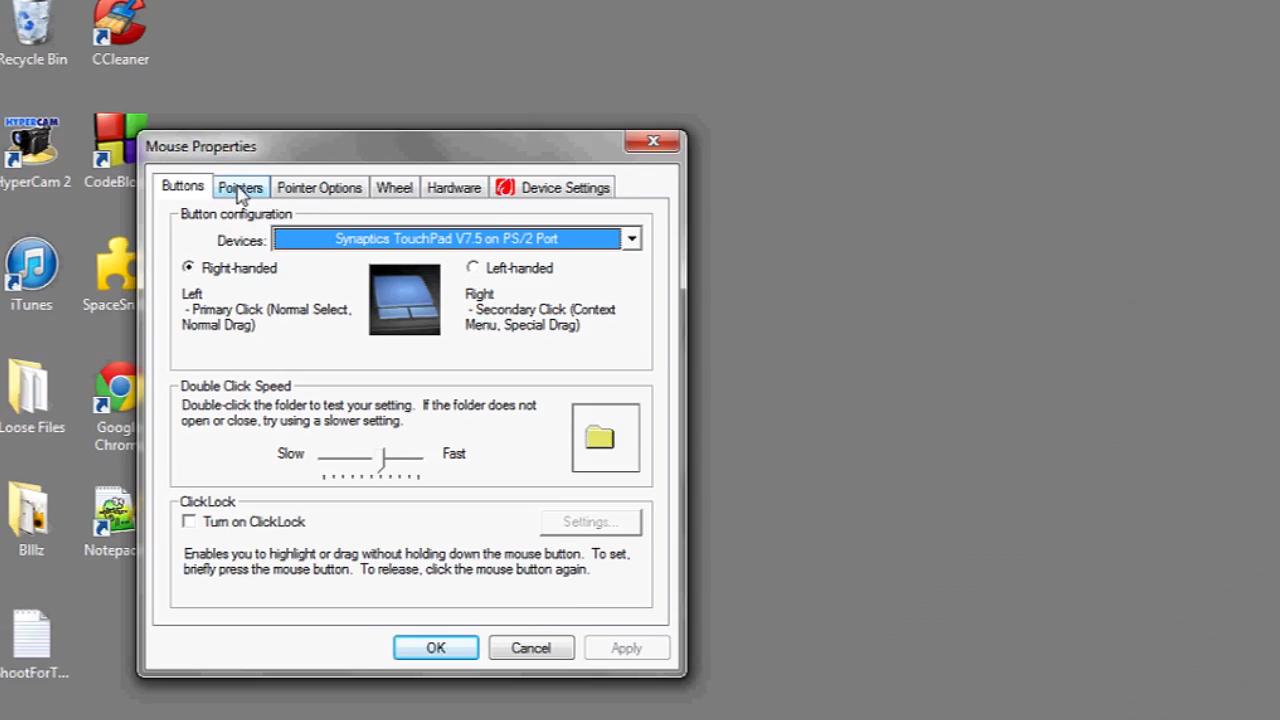 Recycle Bin
CCleaner
HYPERCAM
HyperCam 2
CodeBlo
iTunes
SpaceSn
Loose Files
Google
Chrom
BIllz
Notepad
ShootForT...
Mouse Properties
Buttons Pointers Pointer Options Wheel Hardware Device Settings
Button configuration
Devices: Synaptics TouchPad V7.5 on PS/2 Port
Right-handed
Left-handed
Left
- Primary Click (Normal Select,
Normal Drag)
Right
- Secondary Click (Context
Menu, Special Drag)
Double Click Speed
Double-click the folder to test your setting. If the folder does not
open or close, try using a slower setting.
Slow Fast
ClickLock
Turn on ClickLock Settings...
Enables you to highlight or drag without holding down the mouse button. To set,
briefly press the mouse button. To release, click the mouse button again.
OK Cancel Apply